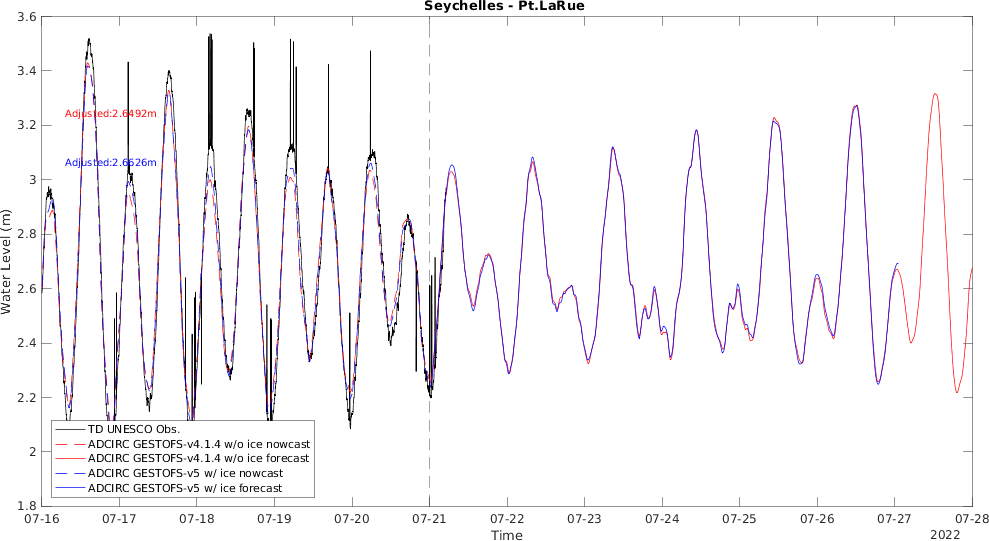 Seychelles - Pt.LaRue
3.6
3.4
3.2
3
2.8
2.6
2.4
2.2
2
1.8
Water Level (m)
Adjusted:2.6492m
Adjusted:2.6626m
TD UNESCO Obs.
ADCIRC GESTOFS-v4.1.4 w/o ice nowcast
ADCIRC GESTOFS-v4.1.4 w/o ice forecast
ADCIRC GESTOFS-v5 w/ ice nowcast
ADCIRC GESTOFS-v5 w/ ice forecast
07-16 07-17 07-18 07-19 07-20 07-21 07-22 07-23 07-24 07-25 07-26 07-27 07-28
Time
2022